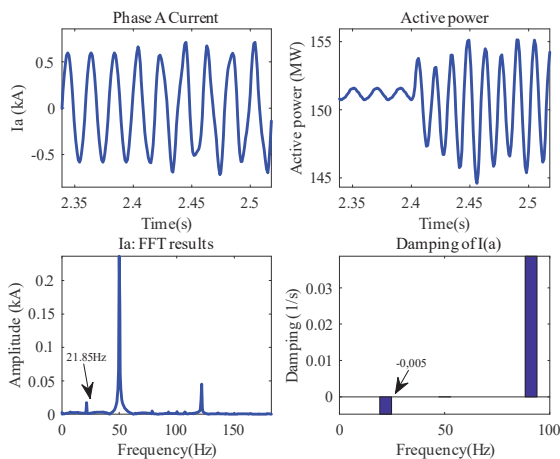 Phase A Current
Ia (kA)
0.5
0
-0.5
2.35 2.4 2.45 2.5
Time(s)
Active power
Active power (MW)
155
150
145
2.35 2.4 2.45 2.5
Time(s)
Ia: FFT results
Amplitude (kA)
0.2
0.15
0.1
0.05
0
21.85Hz
0 50 100 150
Frequency(Hz)
Damping of I(a)
Damping (1/s)
0.03
0.02
0.01
0
-0.005
0 50 100
Frequency(Hz)